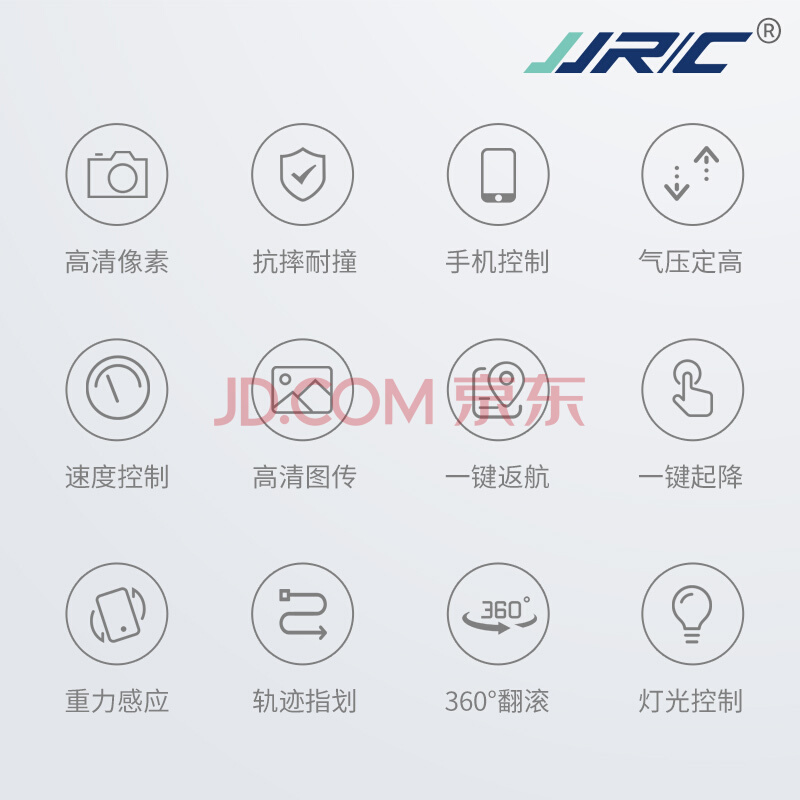 JJRC®
高清像素 抗摔耐撞 手机控制 气压定高
JD.COM 京东
速度控制 高清图传 一键返航 一键起降
360°
重力感应 轨迹指划 360°翻滚 灯光控制